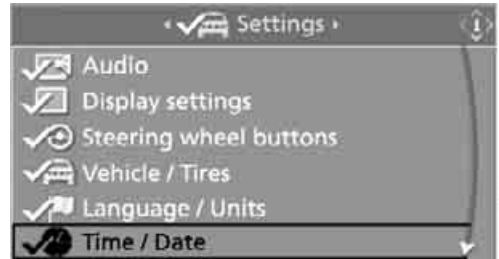 Settings
Audio
Display settings
Steering wheel buttons
Vehicle / Tires
Language / Units
Time / Date